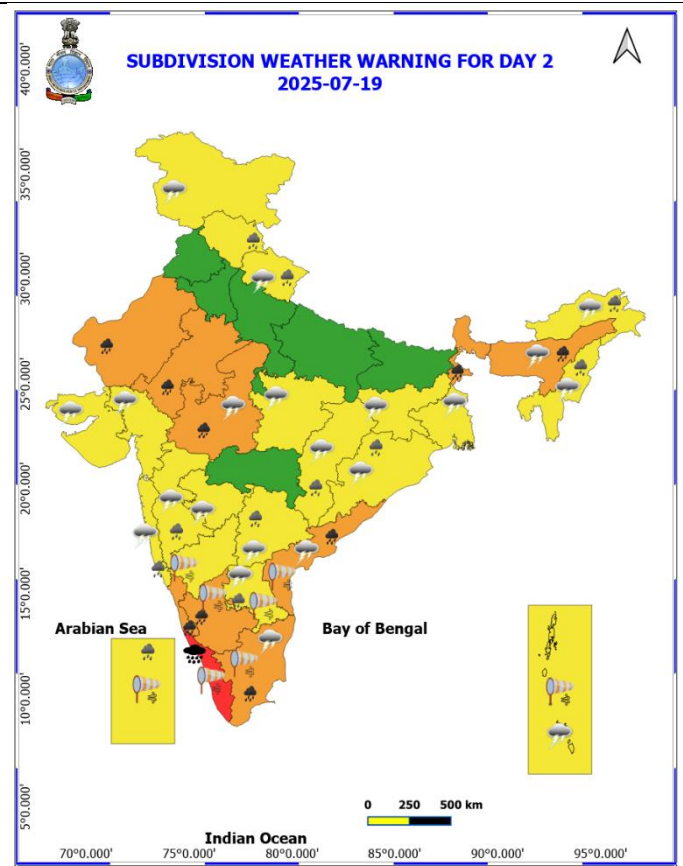 SUBDIVISION WEATHER WARNING FOR DAY 2
2025-07-19
40°0.000'
35°0.000'
30°0.000'
25°0.000'
20°0.000'
15°0.000'
10°0.000'
5°0.000'
Arabian Sea
Bay of Bengal
0 250 500 km
Indian Ocean
70°0.000' 75°0.000' 80°0.000' 85°0.000' 90°0.000' 95°0.000'